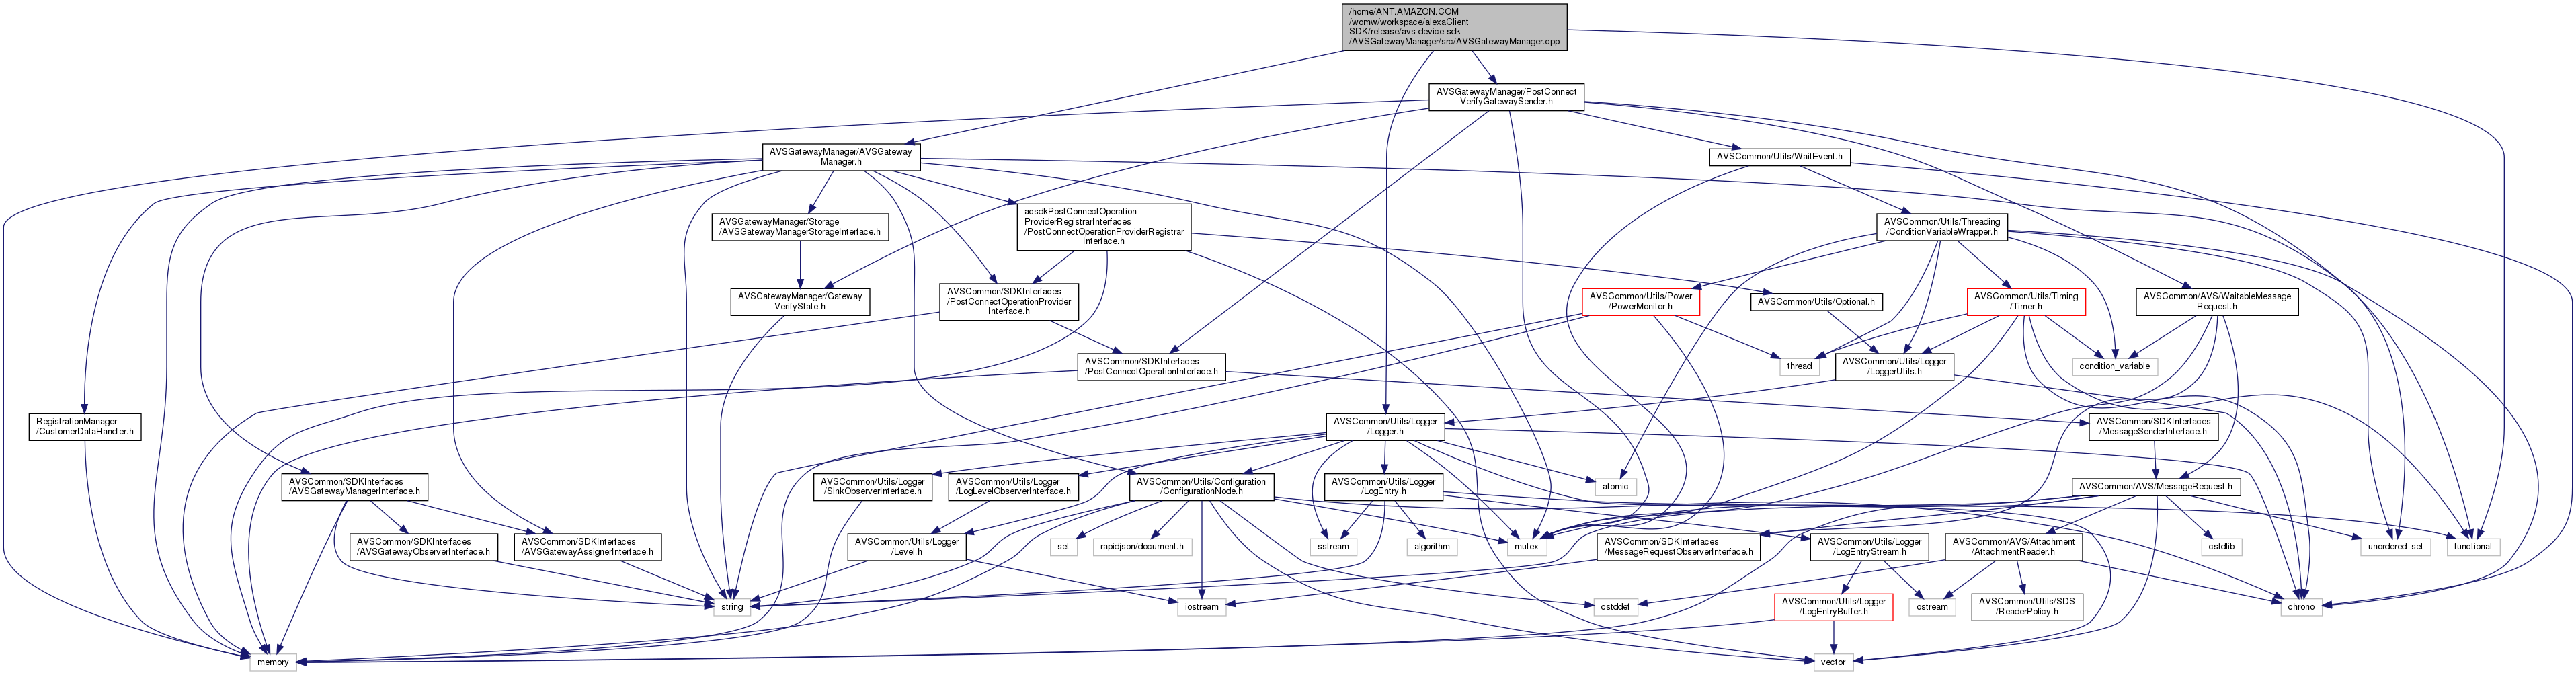 /home/ANT.AMAZON.COM
/womw/workspace/alexaClient
SDK/release/avs-device-sdk
/AVSGatewayManager/src/AVSGatewayManager.cpp
AVSGatewayManager/PostConnect
VerifyGatewaySender.h
AVSGatewayManager/AVSGateway
Manager.h
AVSCommon/Utils/WaitEvent.h
AVSGatewayManager/Storage
/AVSGatewayManagerStorageInterface.h
acsdkPostConnectOperation
ProviderRegistrarInterfaces
/PostConnectOperationProviderRegistrar
Interface.h
AVSCommon/Utils/Threading
/ConditionVariableWrapper.h
AVSGatewayManager/Gateway
VerifyState.h
AVSCommon/SDKInterfaces
/PostConnectOperationProvider
Interface.h
AVSCommon/Utils/Power
/PowerMonitor.h
AVSCommon/Utils/Optional.h
AVSCommon/Utils/Timing
/Timer.h
AVSCommon/AVS/WaitableMessage
Request.h
AVSCommon/SDKInterfaces
/PostConnectOperationInterface.h
thread
AVSCommon/Utils/Logger
/LoggerUtils.h
condition_variable
RegistrationManager
/CustomerDataHandler.h
AVSCommon/Utils/Logger
/Logger.h
AVSCommon/SDKInterfaces
/MessageSenderInterface.h
AVSCommon/SDKInterfaces
/AVSGatewayManagerInterface.h
AVSCommon/Utils/Logger
/SinkObserverInterface.h
AVSCommon/Utils/Logger
/LogLevelObserverInterface.h
AVSCommon/Utils/Configuration
/ConfigurationNode.h
AVSCommon/Utils/Logger
/LogEntry.h
atomic
AVSCommon/AVS/MessageRequest.h
AVSCommon/SDKInterfaces
/AVSGatewayObserverInterface.h
AVSCommon/SDKInterfaces
/AVSGatewayAssignerInterface.h
AVSCommon/Utils/Logger
/Level.h
set
rapidjson/document.h
sstream
algorithm
mutex
AVSCommon/SDKInterfaces
/MessageRequestObserverInterface.h
AVSCommon/Utils/Logger
/LogEntryStream.h
AVSCommon/AVS/Attachment
/AttachmentReader.h
cstdlib
unordered_set
functional
string
iostream
cstddef
AVSCommon/Utils/Logger
/LogEntryBuffer.h
ostream
AVSCommon/Utils/SDS
/ReaderPolicy.h
chrono
memory
vector